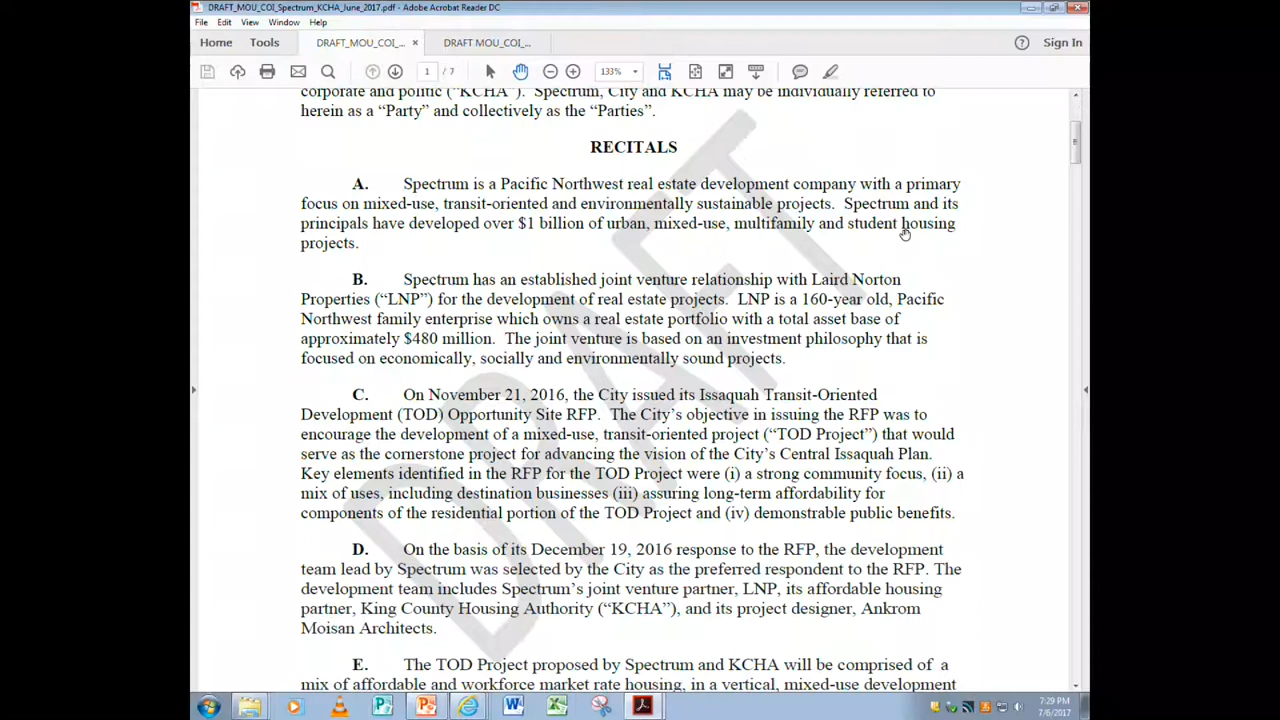 DRAFT_MOU_COI_Spectrum_KCHA_June_2017.pdf - Adobe Acrobat Reader DC
File Edit View Window Help
Home Tools DRAFT_MOU_COI_... × DRAFT MOU_COI_... ? Sign In
1 / 7 133%
corporate and politic (“KCHA”). Spectrum, City and KCHA may be individually referred to
herein as a “Party” and collectively as the “Parties”.
RECITALS
A. Spectrum is a Pacific Northwest real estate development company with a primary
focus on mixed-use, transit-oriented and environmentally sustainable projects. Spectrum and its
principals have developed over $1 billion of urban, mixed-use, multifamily and student housing
projects.
B. Spectrum has an established joint venture relationship with Laird Norton
Properties (“LNP”) for the development of real estate projects. LNP is a 160-year old, Pacific
Northwest family enterprise which owns a real estate portfolio with a total asset base of
approximately $480 million. The joint venture is based on an investment philosophy that is
focused on economically, socially and environmentally sound projects.
C. On November 21, 2016, the City issued its Issaquah Transit-Oriented
Development (TOD) Opportunity Site RFP. The City’s objective in issuing the RFP was to
encourage the development of a mixed-use, transit-oriented project (“TOD Project”) that would
serve as the cornerstone project for advancing the vision of the City’s Central Issaquah Plan.
Key elements identified in the RFP for the TOD Project were (i) a strong community focus, (ii) a
mix of uses, including destination businesses (iii) assuring long-term affordability for
components of the residential portion of the TOD Project and (iv) demonstrable public benefits.
D. On the basis of its December 19, 2016 response to the RFP, the development
team lead by Spectrum was selected by the City as the preferred respondent to the RFP. The
development team includes Spectrum’s joint venture partner, LNP, its affordable housing
partner, King County Housing Authority (“KCHA”), and its project designer, Ankrom
Moisan Architects.
E. The TOD Project proposed by Spectrum and KCHA will be comprised of a
mix of affordable and workforce market rate housing, in a vertical, mixed-use development
DRAFT
7:29 PM
7/6/2017